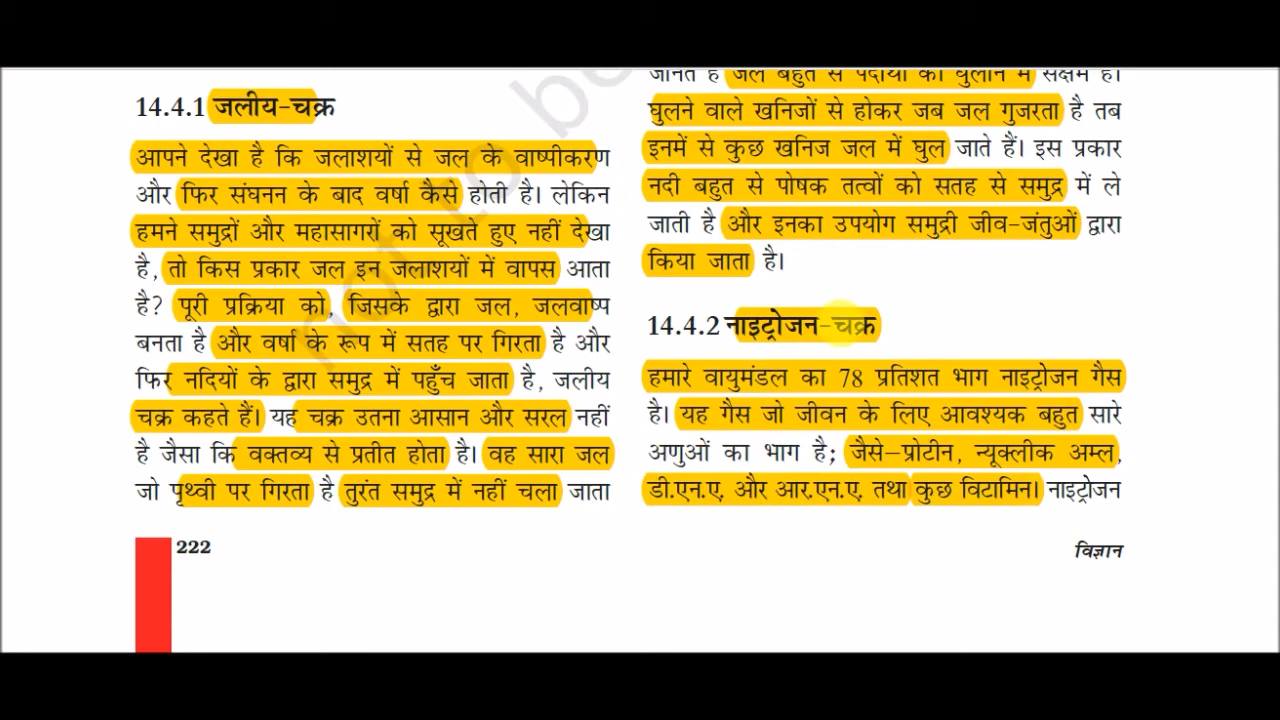 14.4.1 जलीय-चक्र
आपने देखा है कि जलाशयों से जल के वाष्पीकरण
और फिर संघनन के बाद वर्षा कैसे होती है। लेकिन
हमने समुद्रों और महासागरों को सूखते हुए नहीं देखा
है, तो किस प्रकार जल इन जलाशयों में वापस आता
है? पूरी प्रक्रिया को, जिसके द्वारा जल, जलवाष्प
बनता है और वर्षा के रूप में सतह पर गिरता है और
फिर नदियों के द्वारा समुद्र में पहुँच जाता है, जलीय
चक्र कहते हैं। यह चक्र उतना आसान और सरल नहीं
है जैसा कि वक्तव्य से प्रतीत होता है। वह सारा जल
जो पृथ्वी पर गिरता है तुरंत समुद्र में नहीं चला जाता
जानते हैं जल बहुत से पदार्थों को घुलाने में सक्षम है।
घुलने वाले खनिजों से होकर जब जल गुजरता है तब
इनमें से कुछ खनिज जल में घुल जाते हैं। इस प्रकार
नदी बहुत से पोषक तत्वों को सतह से समुद्र में ले
जाती है और इनका उपयोग समुद्री जीव-जंतुओं द्वारा
किया जाता है।
14.4.2 नाइट्रोजन-चक्र
हमारे वायुमंडल का 78 प्रतिशत भाग नाइट्रोजन गैस
है। यह गैस जो जीवन के लिए आवश्यक बहुत सारे
अणुओं का भाग है; जैसे–प्रोटीन, न्यूक्लीक अम्ल,
डी.एन.ए. और आर.एन.ए. तथा कुछ विटामिन। नाइट्रोजन
222
विज्ञान
not to be